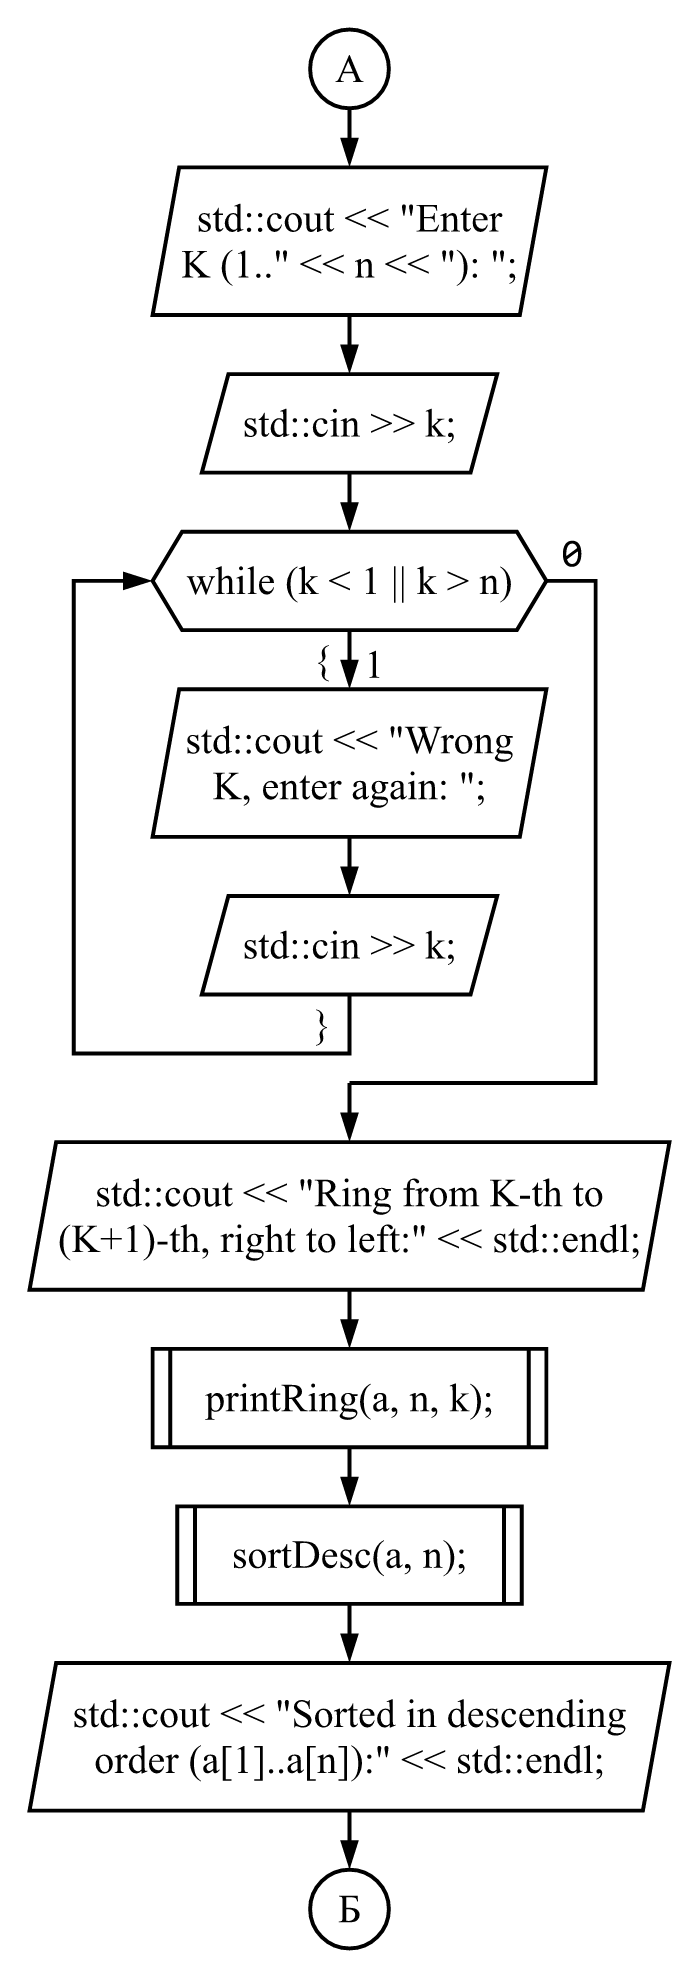 А
std::cout << "Enter
K (1.." << n << "): ";
std::cin >> k;
while (k < 1 || k > n)
0
{ 1
std::cout << "Wrong
K, enter again: ";
std::cin >> k;
}
std::cout << "Ring from K-th to
(K+1)-th, right to left:" << std::endl;
printRing(a, n, k);
sortDesc(a, n);
std::cout << "Sorted in descending
order (a[1]..a[n]):" << std::endl;
Б